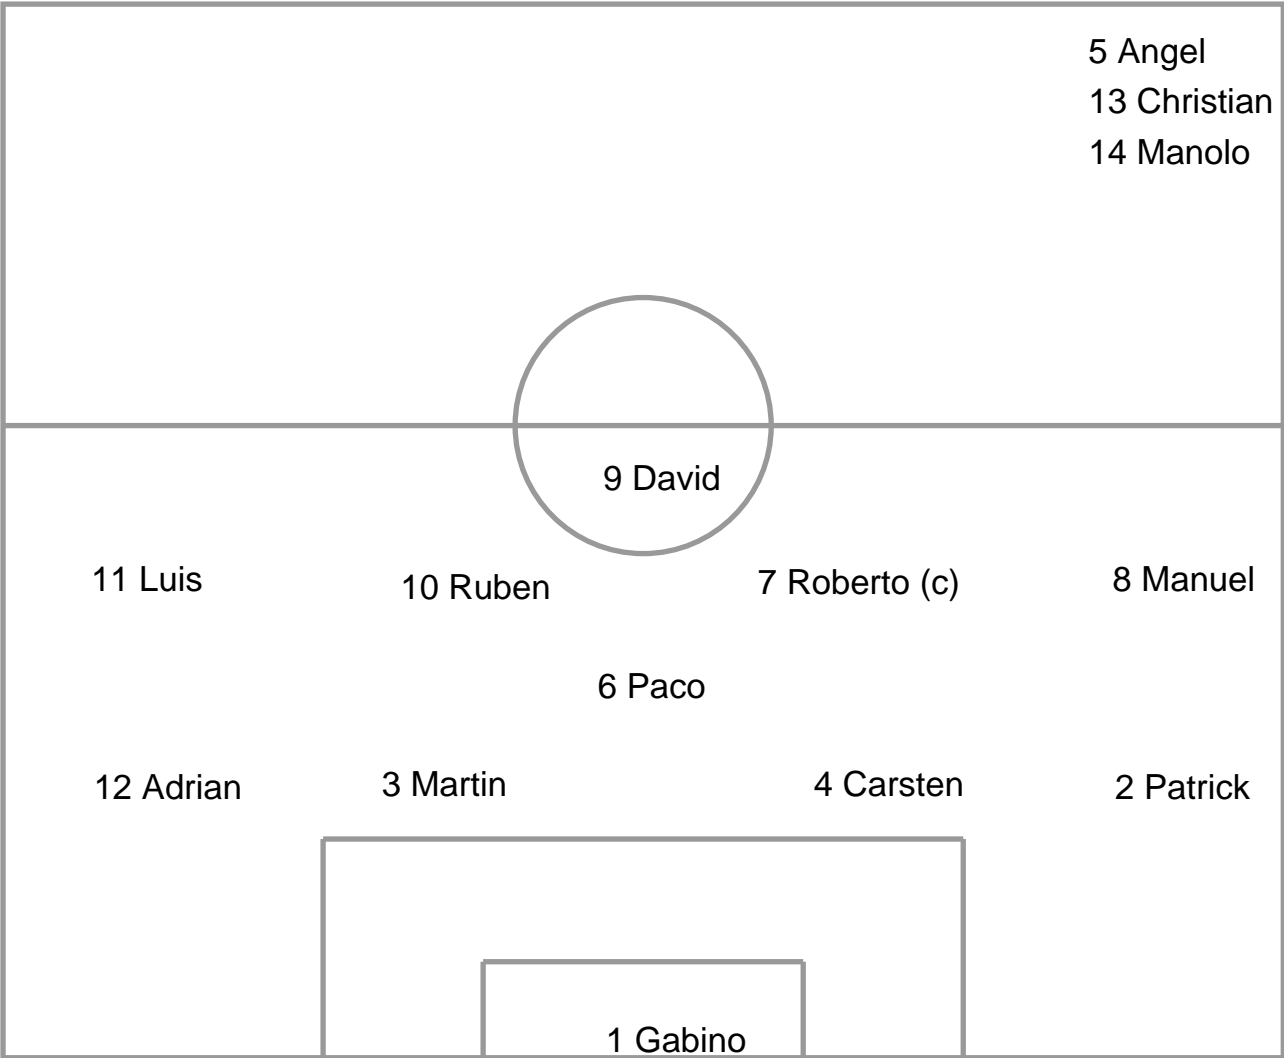 5 Angel
13 Christian
14 Manolo
9 David
11 Luis
10 Ruben
7 Roberto (c)
8 Manuel
6 Paco
12 Adrian
3 Martin
4 Carsten
2 Patrick
1 Gabino